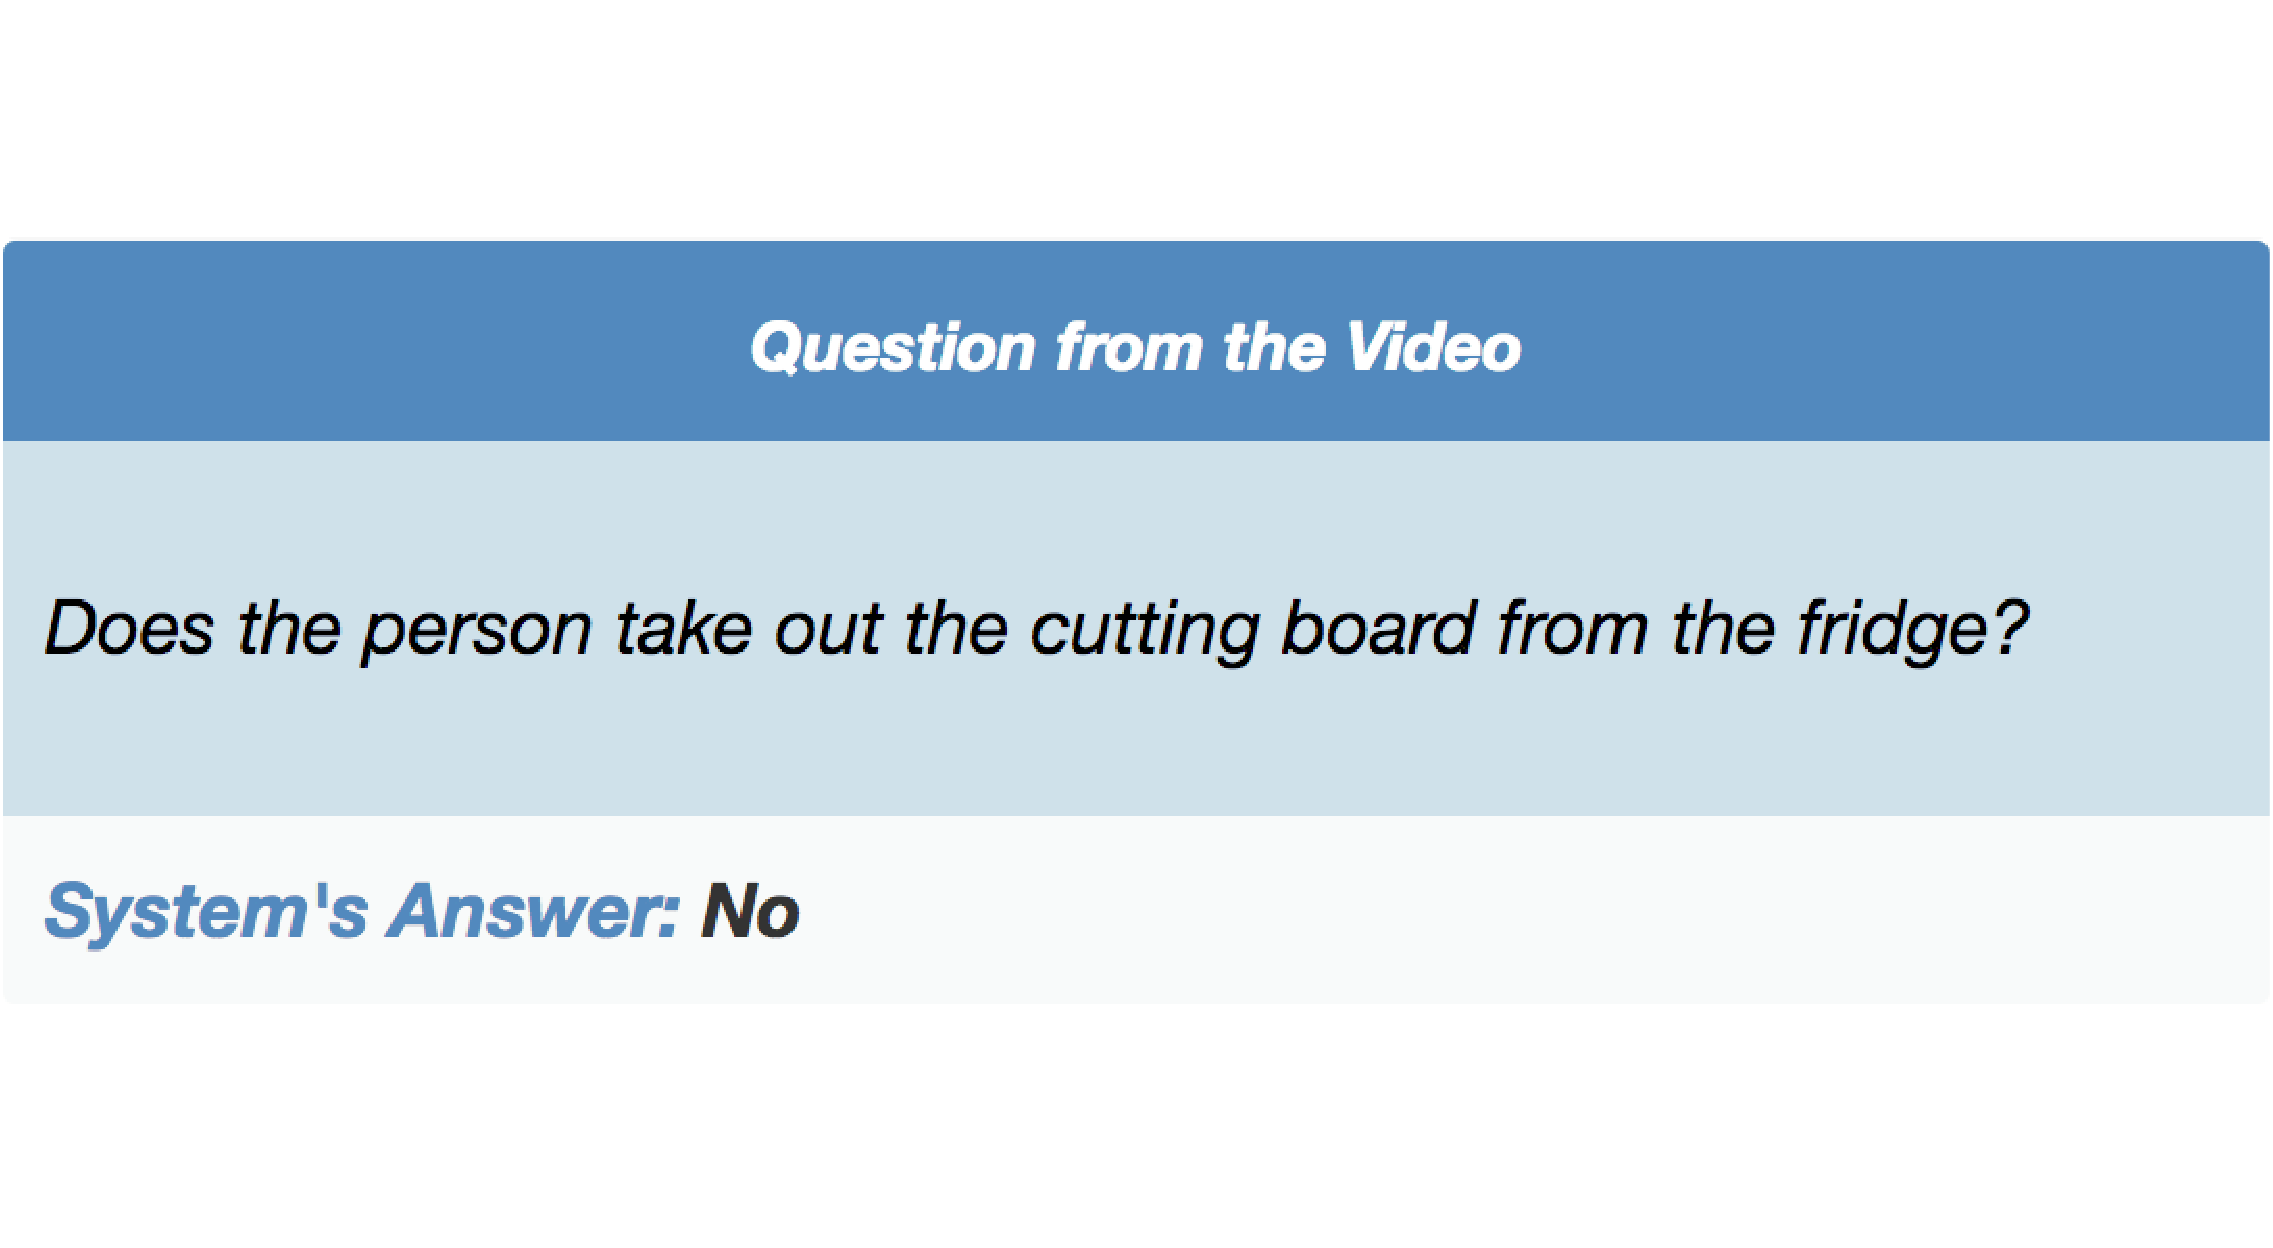 Question from the Video
Does the person take out the cutting board from the fridge?
System's Answer: No